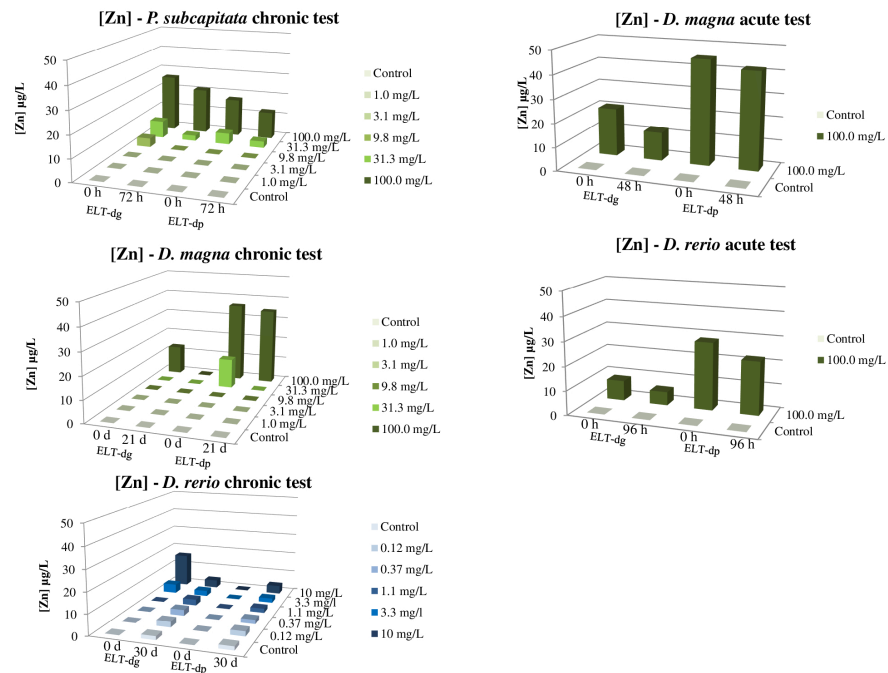 [Zn] - P. subcapitata chronic test
[Zn] µg/L
50
40
30
20
10
0
0 h
72 h
0 h
72 h
ELT-dg
ELT-dp
100.0 mg/L
31.3 mg/L
9.8 mg/L
3.1 mg/L
1.0 mg/L
Control
Control
1.0 mg/L
3.1 mg/L
9.8 mg/L
31.3 mg/L
100.0 mg/L
[Zn] - D. magna acute test
[Zn] µg/L
50
40
30
20
10
0
0 h
48 h
0 h
48 h
ELT-dg
ELT-dp
100.0 mg/L
Control
Control
100.0 mg/L
[Zn] - D. magna chronic test
[Zn] µg/L
50
40
30
20
10
0
0 d
21 d
0 d
21 d
ELT-dg
ELT-dp
100.0 mg/L
31.3 mg/L
9.8 mg/L
3.1 mg/L
1.0 mg/L
Control
Control
1.0 mg/L
3.1 mg/L
9.8 mg/L
31.3 mg/L
100.0 mg/L
[Zn] - D. rerio acute test
[Zn] µg/L
50
40
30
20
10
0
0 h
96 h
0 h
96 h
ELT-dg
ELT-dp
100.0 mg/L
Control
Control
100.0 mg/L
[Zn] - D. rerio chronic test
[Zn] µg/L
50
40
30
20
10
0
0 d
30 d
0 d
30 d
ELT-dg
ELT-dp
10 mg/L
3.3 mg/l
1.1 mg/L
0.37 mg/L
0.12 mg/L
Control
Control
0.12 mg/L
0.37 mg/L
1.1 mg/L
3.3 mg/l
10 mg/L